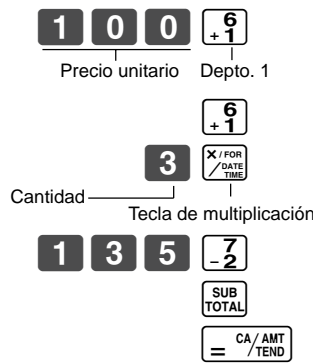 1 0 0 6 + 1
Precio unitario Depto. 1
6 + 1
3 × / FOR / DATE TIME
Cantidad
Tecla de multiplicación
1 3 5 7 − 2
SUB TOTAL
= CA / AMT / TEND